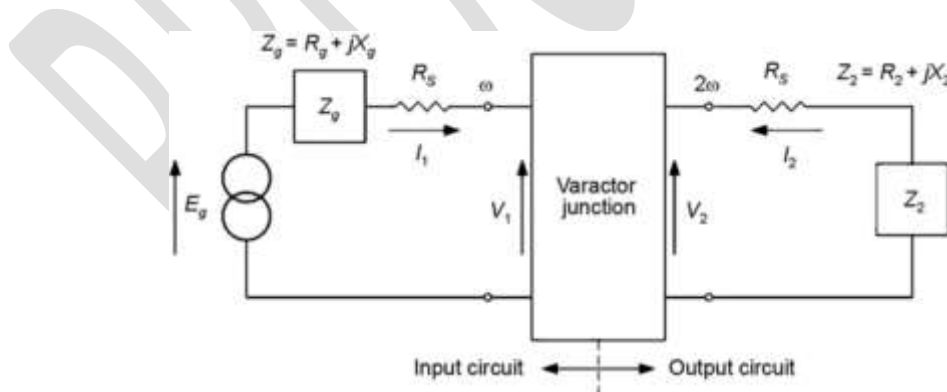 Z_g = R_g + jX_g
R_S
ω
2ω
R_S
Z_2 = R_2 + jX_2
Z_g
I_1
I_2
E_g
V_1
Varactor
junction
V_2
Z_2
Input circuit
Output circuit